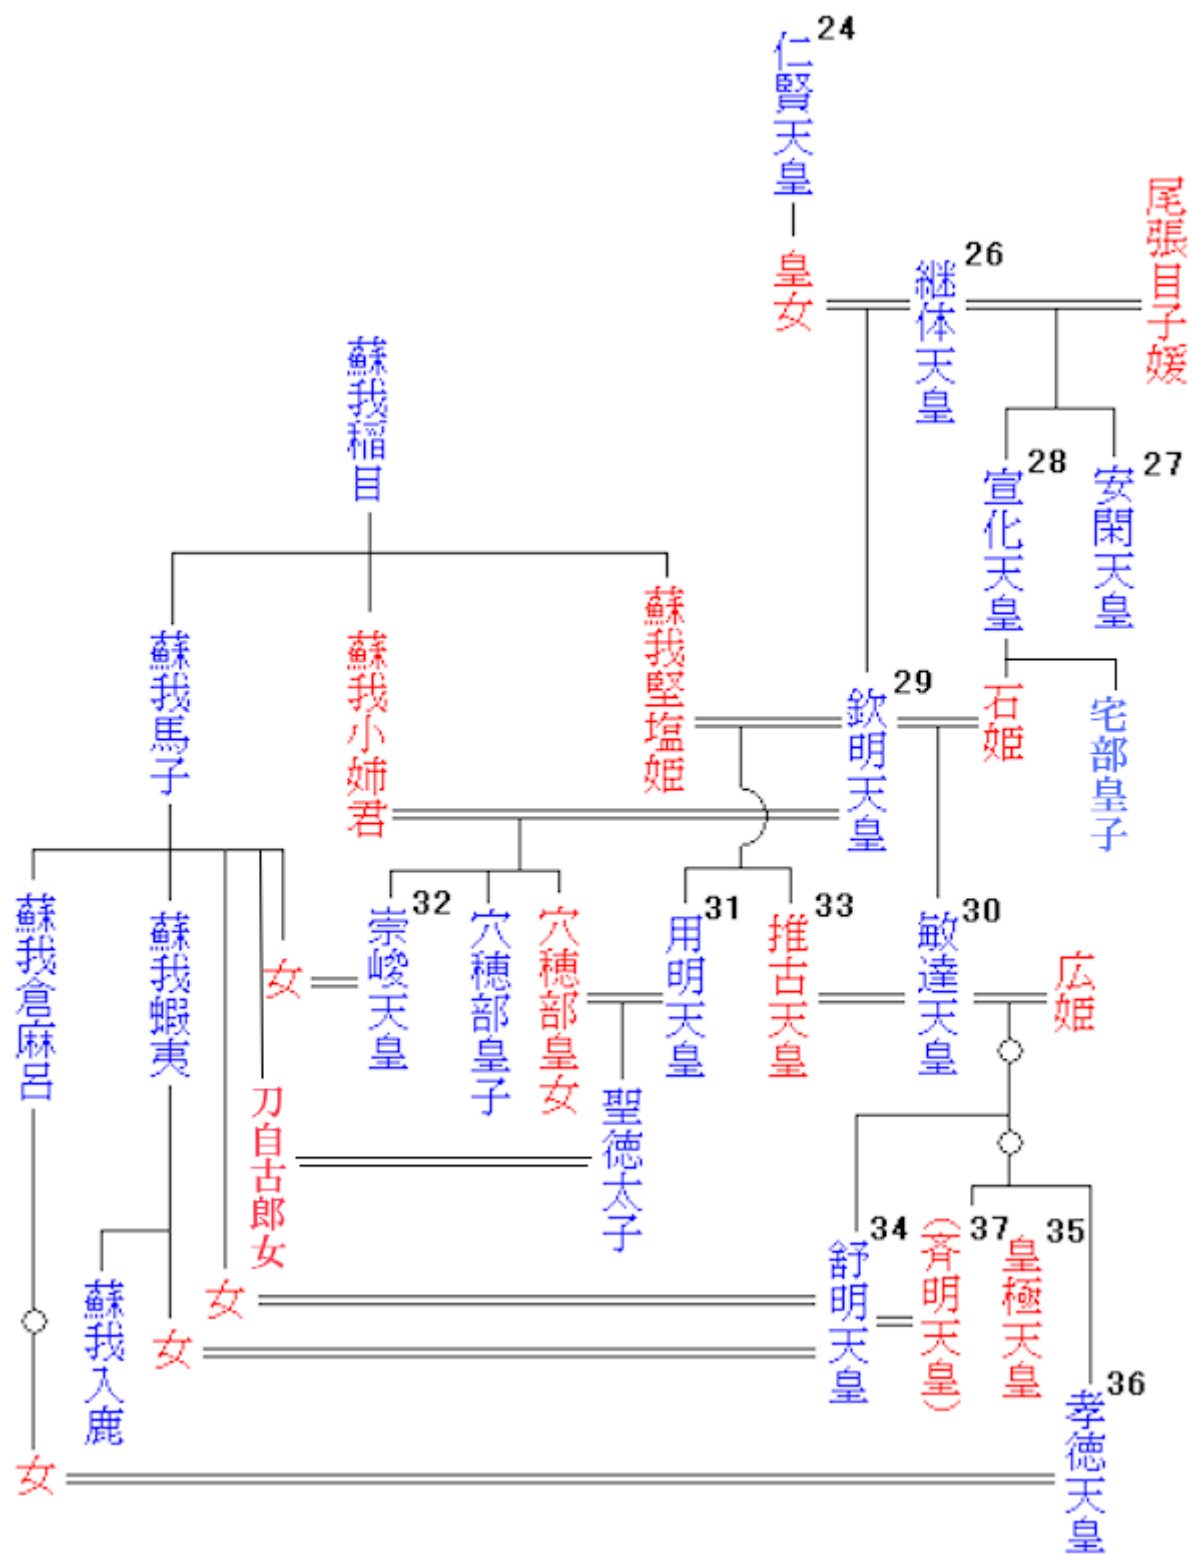 24
仁賢天皇
尾張目子媛
26
継体天皇
皇女
蘇我稲目
28
宣化天皇
27
安閑天皇
蘇我堅塩姫
蘇我小姉君
蘇我馬子
29
欽明天皇
石姫
宅部皇子
蘇我倉麻呂
蘇我蝦夷
女
32
崇峻天皇
穴穂部皇子
穴穂部皇女
31
用明天皇
33
推古天皇
30
敏達天皇
広姫
刀自古郎女
聖徳太子
34
舒明天皇
37
(斉明天皇)
35
皇極天皇
女
蘇我入鹿
女
36
孝徳天皇
女